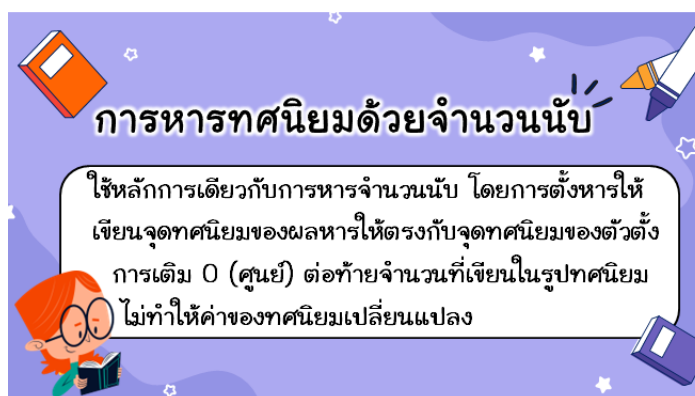 การหารทศนิยมด้วยจำนวนนับ
ใช้หลักการเดียวกับการหารจำนวนนับ โดยการตั้งหารให้
เขียนจุดทศนิยมของผลหารให้ตรงกับจุดทศนิยมของตัวตั้ง
การเติม 0 (ศูนย์) ต่อท้ายจำนวนที่เขียนในรูปทศนิยม
ไม่ทำให้ค่าของทศนิยมเปลี่ยนแปลง